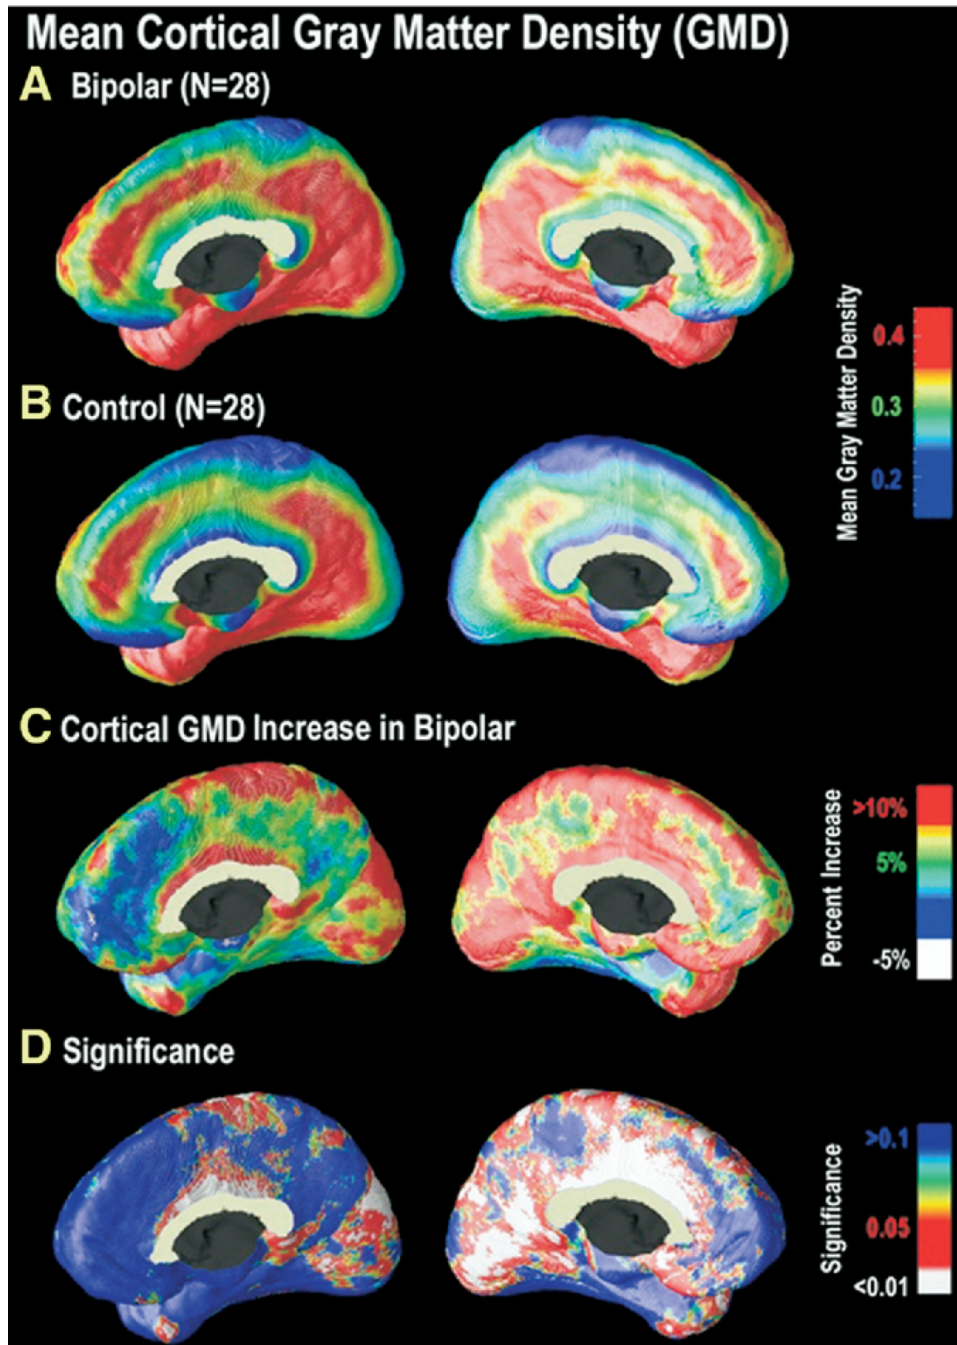 Mean Cortical Gray Matter Density (GMD)
A Bipolar (N=28)
Mean Gray Matter Density
0.4
0.3
0.2
B Control (N=28)
C Cortical GMD Increase in Bipolar
Percent Increase
>10%
5%
-5%
D Significance
Significance
>0.1
0.05
<0.01